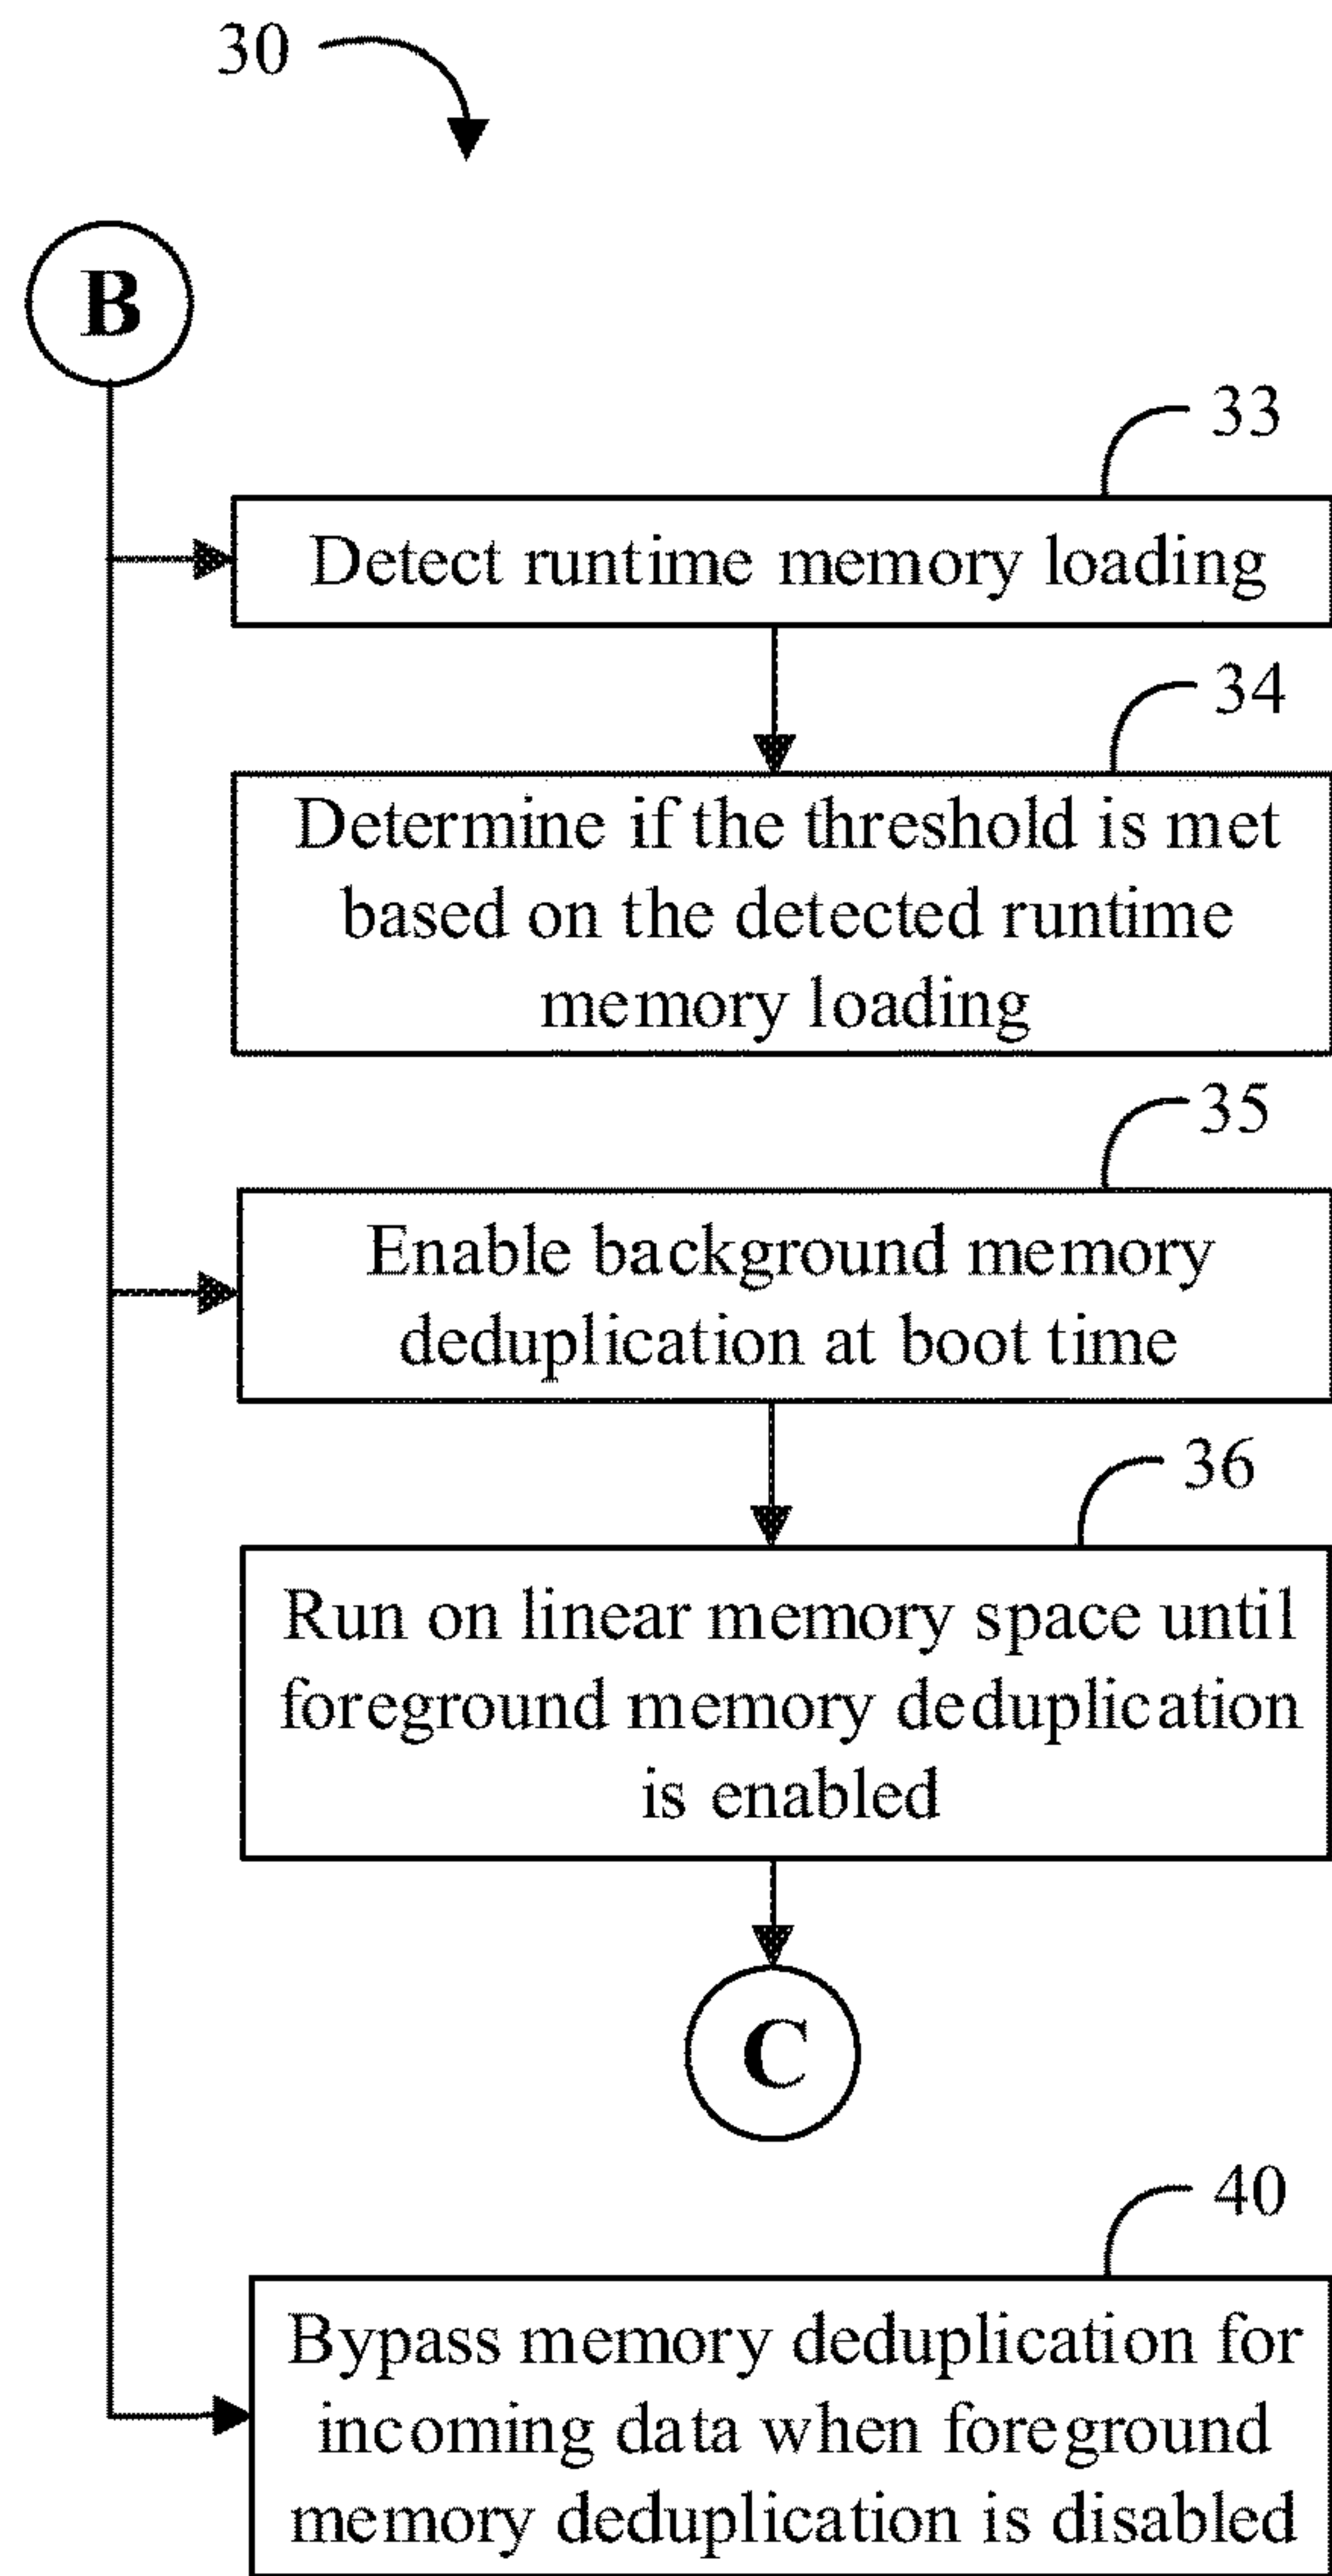 30
B
33
Detect runtime memory loading
34
Determine if the threshold is met
based on the detected runtime
memory loading
35
Enable background memory
deduplication at boot time
36
Run on linear memory space until
foreground memory deduplication
is enabled
C
40
Bypass memory deduplication for
incoming data when foreground
memory deduplication is disabled